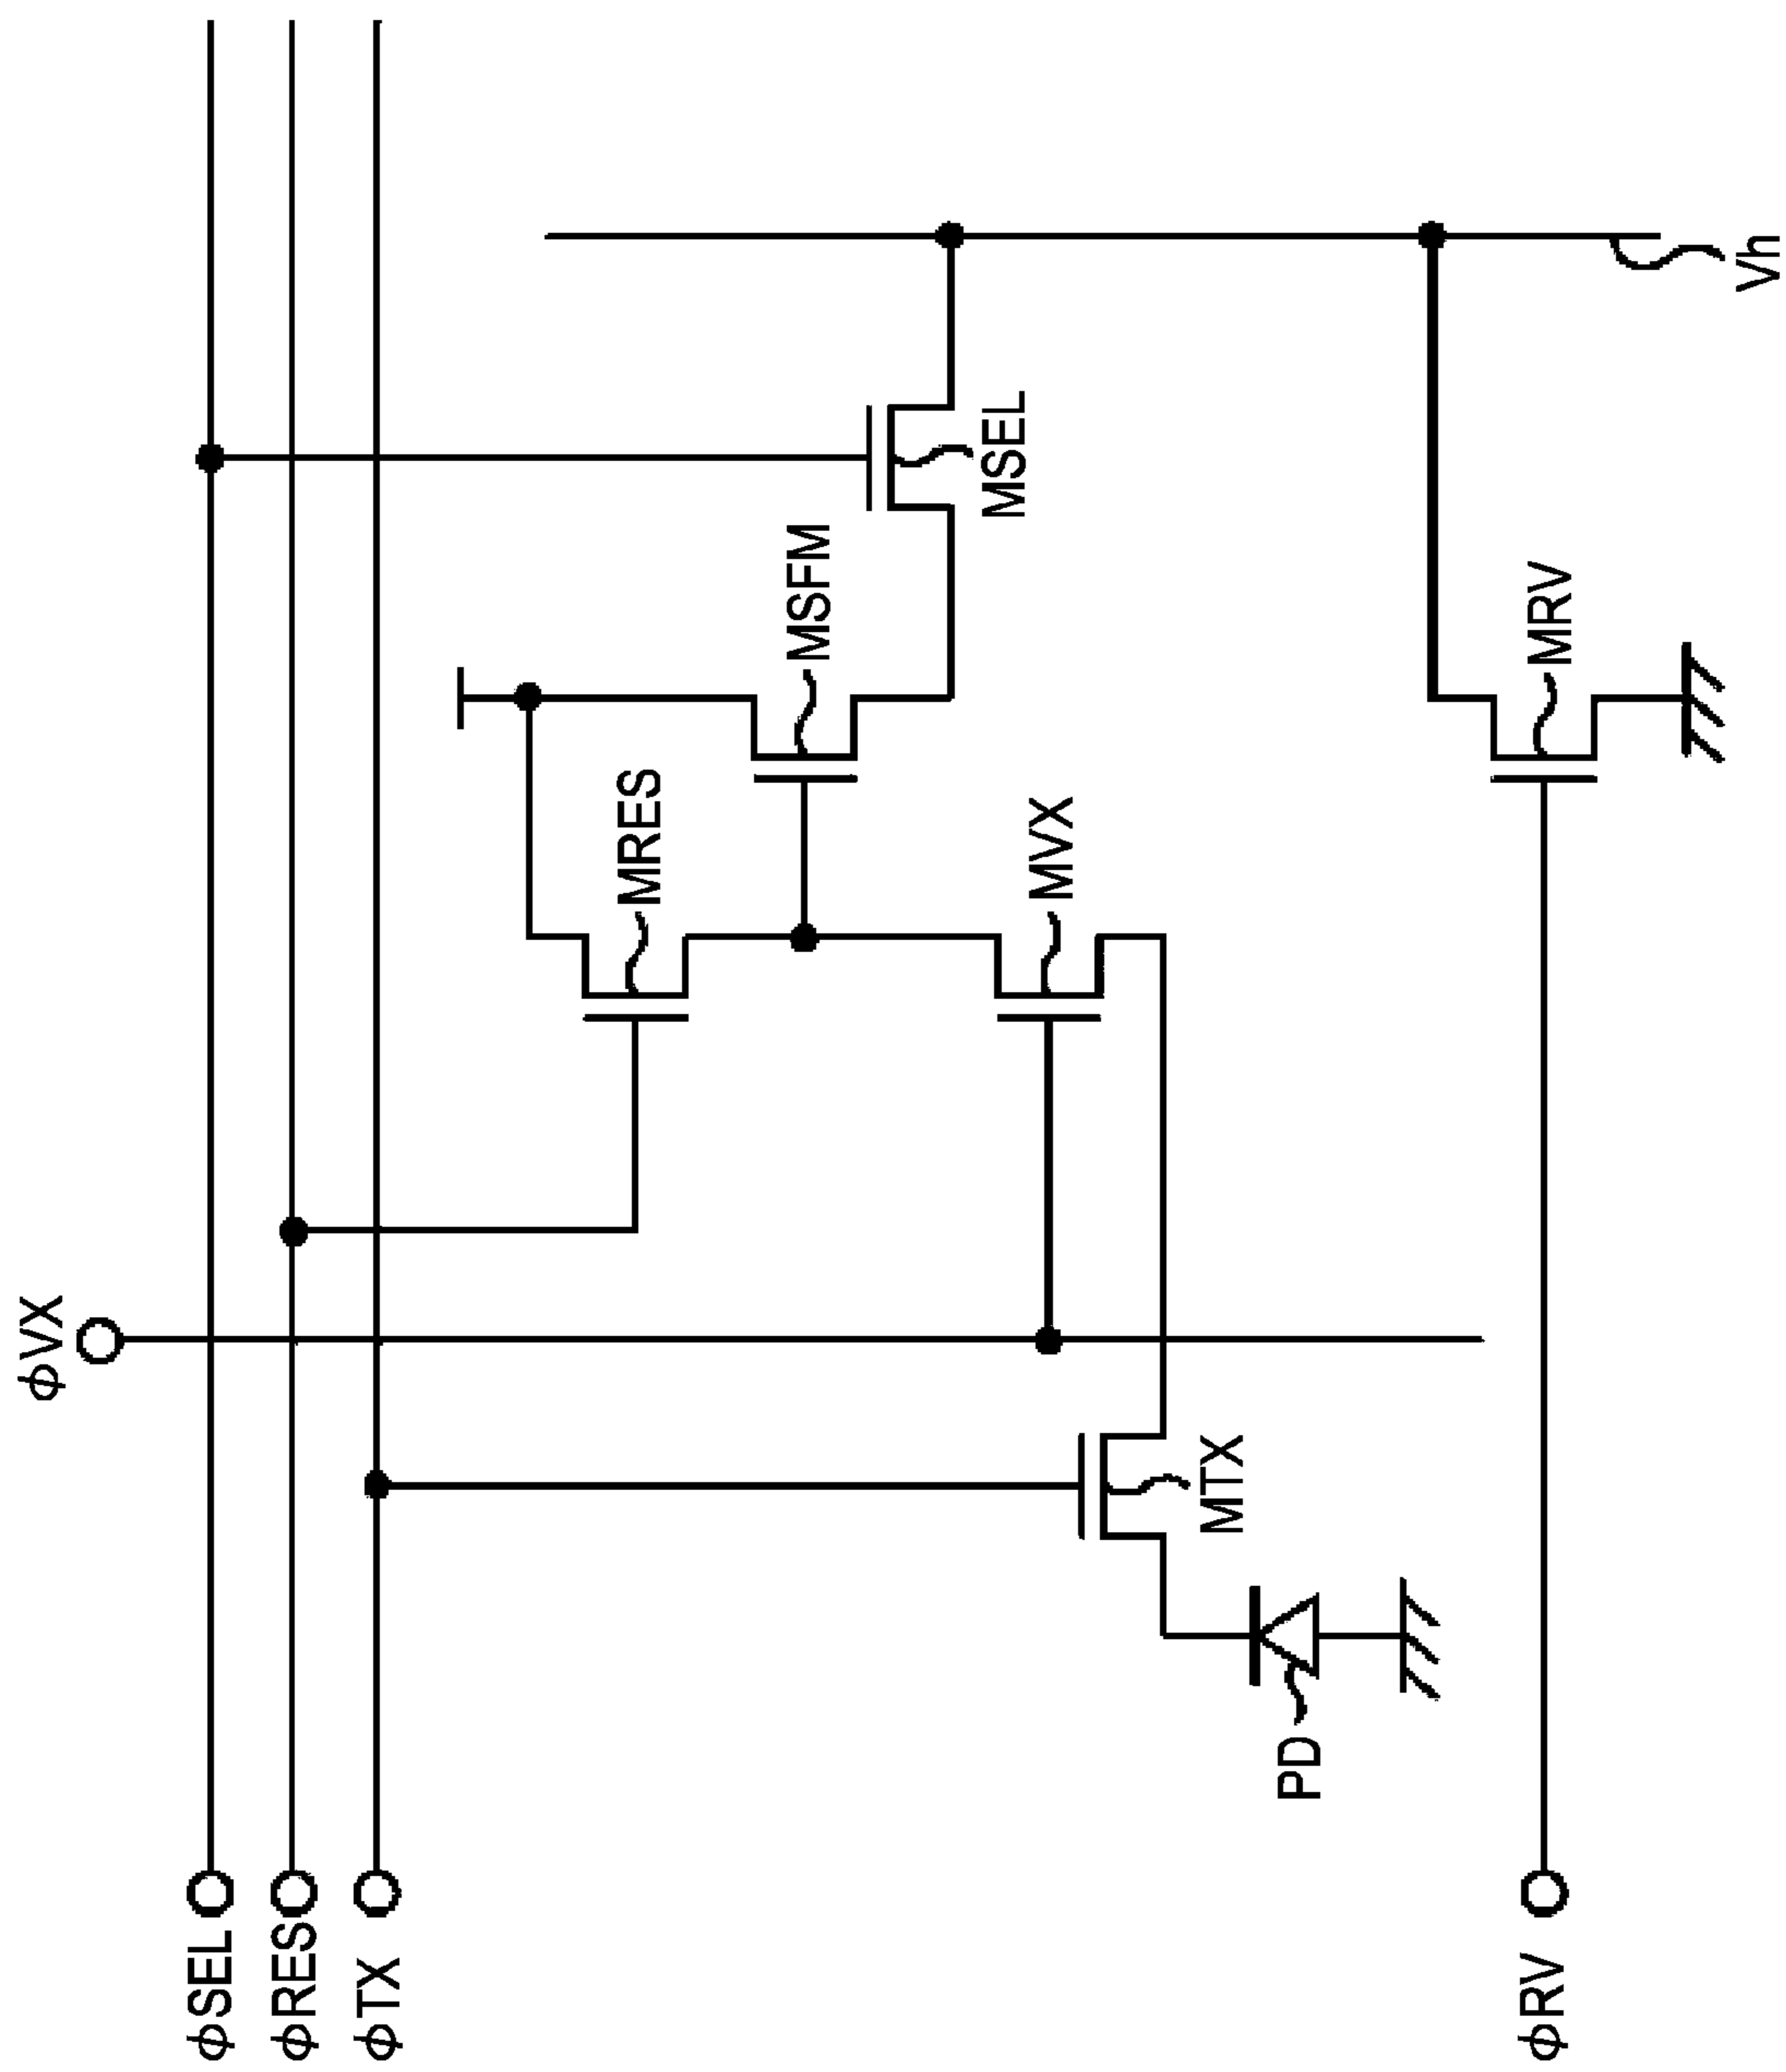 φSEL
φRES
φTX
φVX
MSEL
MSFM
MRES
MVX
MTX
PD
MRV
φRV
Vh